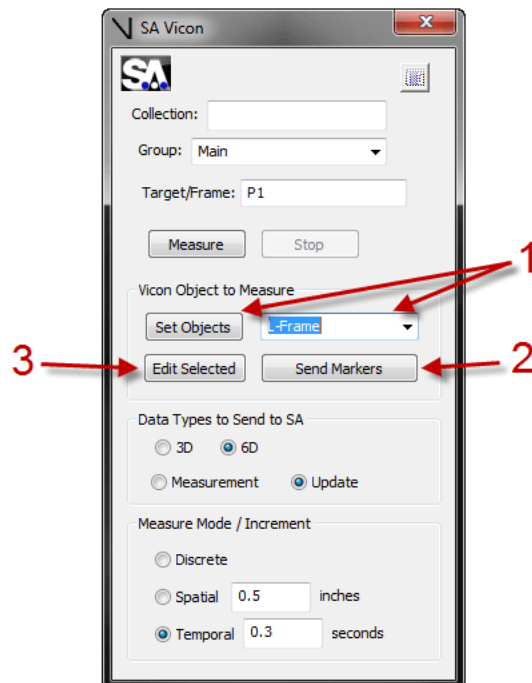 SA Vicon
S.A.
Collection:
Group: Main
Target/Frame: P1
Measure Stop
1
Vicon Object to Measure
Set Objects L-Frame
3 Edit Selected Send Markers 2
Data Types to Send to SA
3D 6D
Measurement Update
Measure Mode / Increment
Discrete
Spatial 0.5 inches
Temporal 0.3 seconds